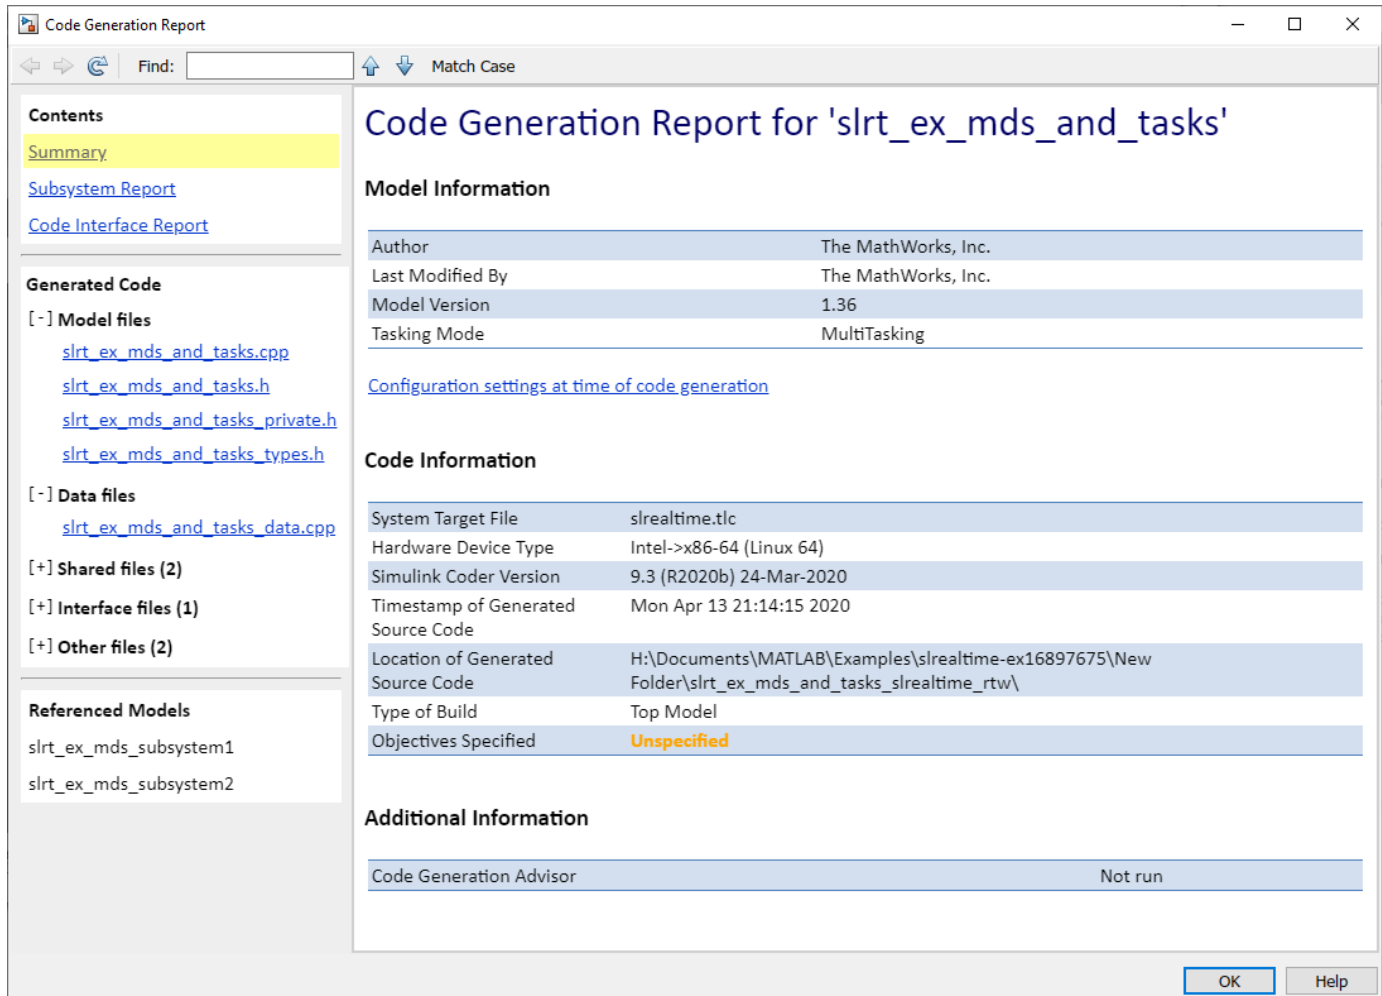 Code Generation Report
Find:
Match Case
Contents
Summary
Subsystem Report
Code Interface Report
Generated Code
[-] Model files
slrt_ex_mds_and_tasks.cpp
slrt_ex_mds_and_tasks.h
slrt_ex_mds_and_tasks_private.h
slrt_ex_mds_and_tasks_types.h
[-] Data files
slrt_ex_mds_and_tasks_data.cpp
[+] Shared files (2)
[+] Interface files (1)
[+] Other files (2)
Referenced Models
slrt_ex_mds_subsystem1
slrt_ex_mds_subsystem2
Code Generation Report for 'slrt_ex_mds_and_tasks'
Model Information
Author The MathWorks, Inc.
Last Modified By The MathWorks, Inc.
Model Version 1.36
Tasking Mode MultiTasking
Configuration settings at time of code generation
Code Information
System Target File slrealtime.tlc
Hardware Device Type Intel->x86-64 (Linux 64)
Simulink Coder Version 9.3 (R2020b) 24-Mar-2020
Timestamp of Generated Mon Apr 13 21:14:15 2020
Source Code
Location of Generated H:\Documents\MATLAB\Examples\slrealtime-ex16897675\New
Source Code Folder\slrt_ex_mds_and_tasks_slrealtime_rtw\
Type of Build Top Model
Objectives Specified Unspecified
Additional Information
Code Generation Advisor Not run
OK
Help